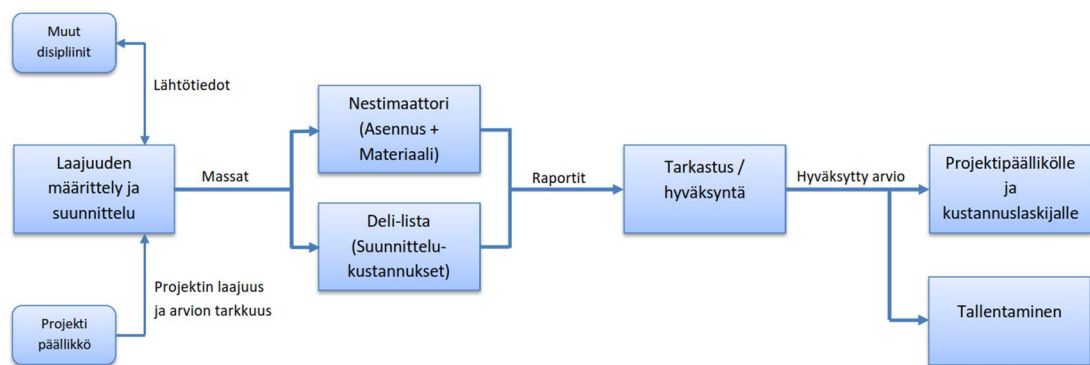 Muut
disipliinit
Lähtötiedot
Laajuuden
määrittely ja
suunnittelu
Projektin laajuus
ja arvion tarkkuus
Projekti
päällikkö
Massat
Nestimaattori
(Asennus +
Materiaali)
Deli-lista
(Suunnittelu-
kustannukset)
Raportit
Tarkastus /
hyväksyntä
Hyväksytty arvio
Projektipäällikölle
ja
kustannuslaskijalle
Tallentaminen